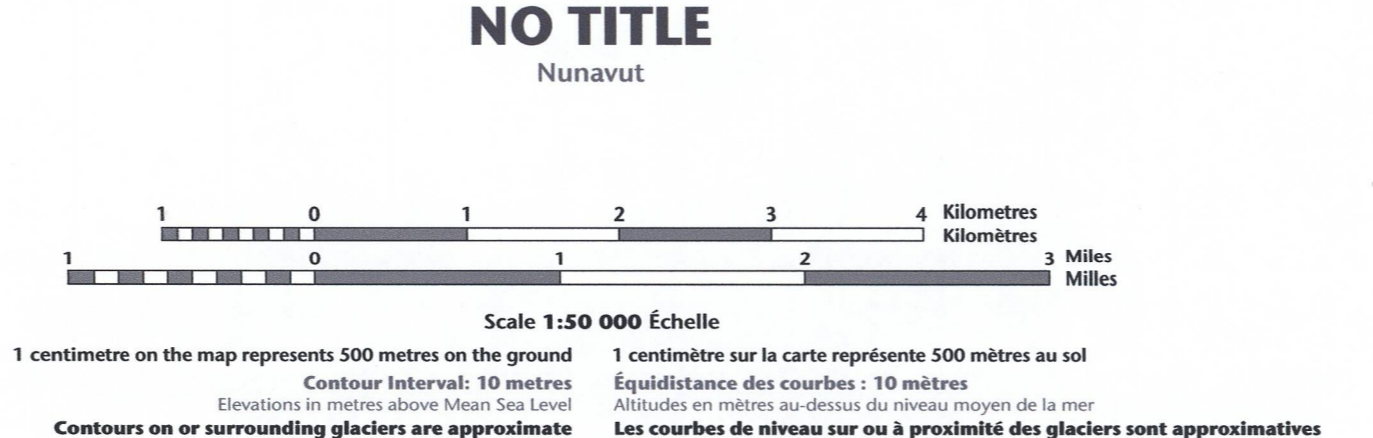 NO TITLE
Nunavut
1 0 1 2 3 4 Kilometres
Kilomètres
1 0 1 2 3 Miles
Milles
Scale 1:50 000 Échelle
1 centimetre on the map represents 500 metres on the ground
1 centimètre sur la carte représente 500 mètres au sol
Contour Interval: 10 metres
Équidistance des courbes : 10 mètres
Elevations in metres above Mean Sea Level
Altitudes en mètres au-dessus du niveau moyen de la mer
Contours on or surrounding glaciers are approximate
Les courbes de niveau sur ou à proximité des glaciers sont approximatives